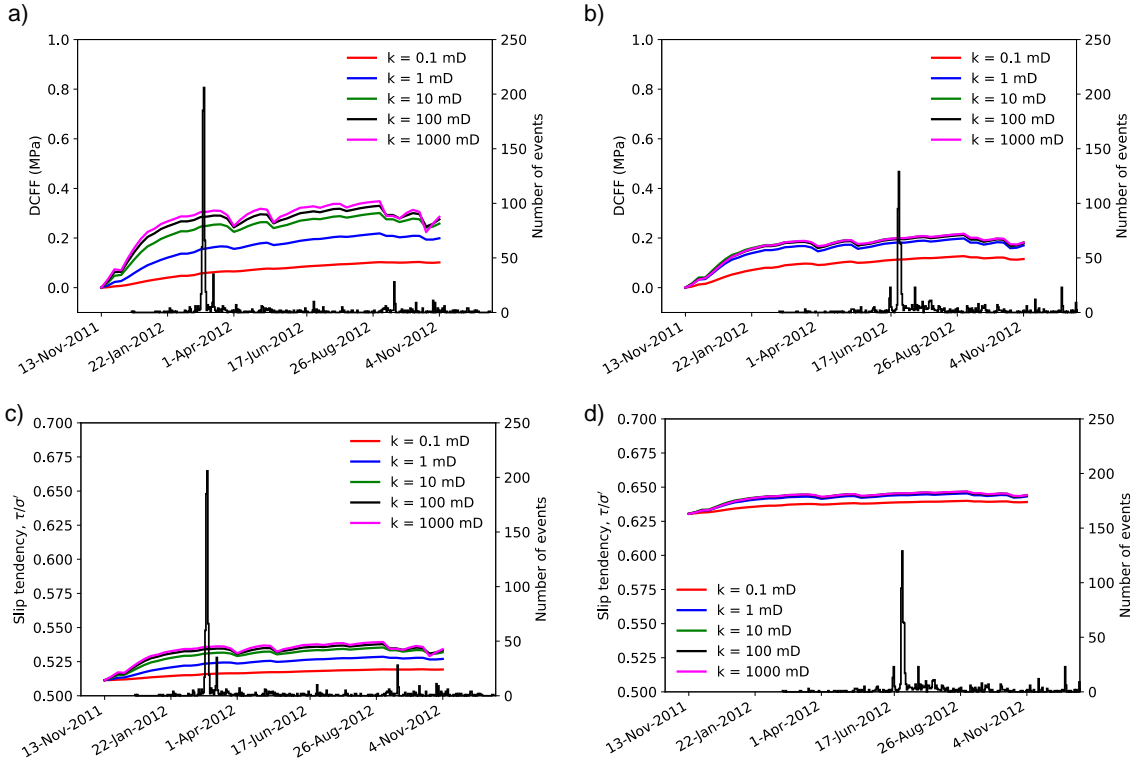 a)
1.0
0.8
0.6
0.4
0.2
0.0
DCFF (MPa)
k = 0.1 mD
k = 1 mD
k = 10 mD
k = 100 mD
k = 1000 mD
250
200
150
100
50
0
Number of events
13-Nov-2011
22-Jan-2012
1-Apr-2012
17-Jun-2012
26-Aug-2012
4-Nov-2012
b)
1.0
0.8
0.6
0.4
0.2
0.0
DCFF (MPa)
k = 0.1 mD
k = 1 mD
k = 10 mD
k = 100 mD
k = 1000 mD
250
200
150
100
50
0
Number of events
13-Nov-2011
22-Jan-2012
1-Apr-2012
17-Jun-2012
26-Aug-2012
4-Nov-2012
c)
0.700
0.675
0.650
0.625
0.600
0.575
0.550
0.525
0.500
Slip tendency, τ/σ′
k = 0.1 mD
k = 1 mD
k = 10 mD
k = 100 mD
k = 1000 mD
250
200
150
100
50
0
Number of events
13-Nov-2011
22-Jan-2012
1-Apr-2012
17-Jun-2012
26-Aug-2012
4-Nov-2012
d)
0.700
0.675
0.650
0.625
0.600
0.575
0.550
0.525
0.500
Slip tendency, τ/σ′
k = 0.1 mD
k = 1 mD
k = 10 mD
k = 100 mD
k = 1000 mD
250
200
150
100
50
0
Number of events
13-Nov-2011
22-Jan-2012
1-Apr-2012
17-Jun-2012
26-Aug-2012
4-Nov-2012